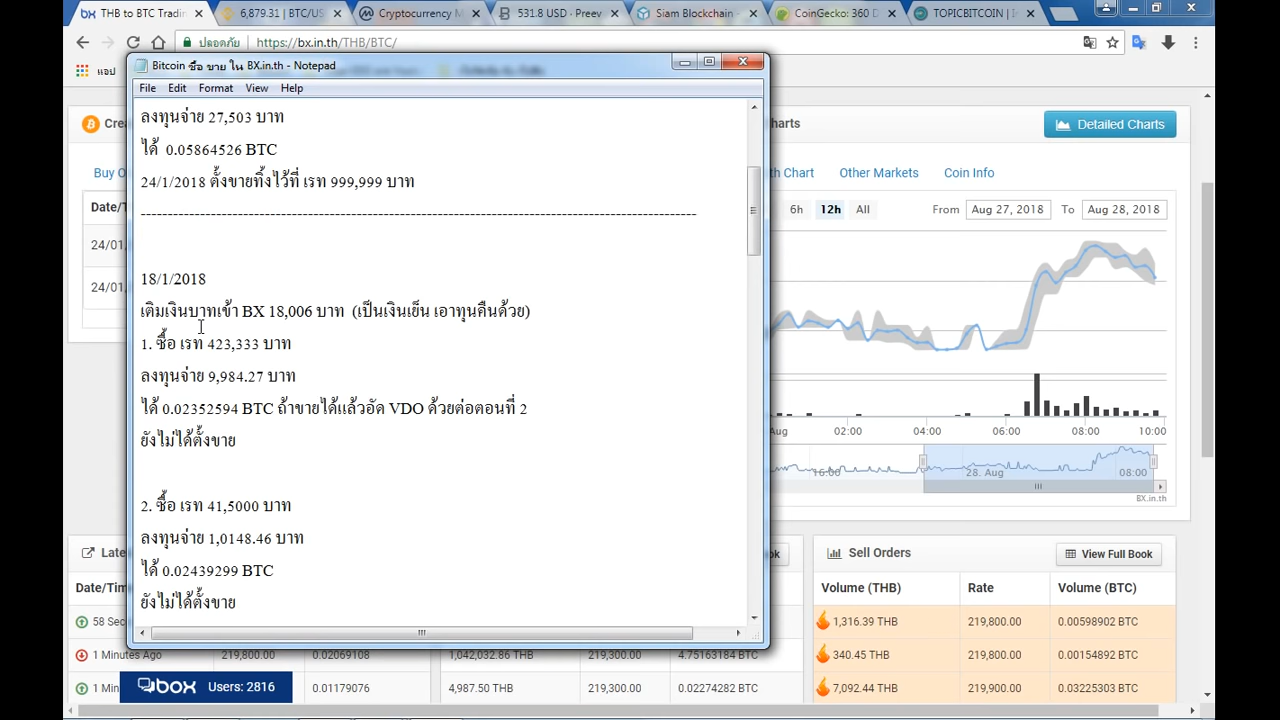 THB to BTC Tradin
6,879.31 | BTC/US
Cryptocurrency M
531.8 USD - Preev
Siam Blockchain -
CoinGecko: 360 D
TOPICBITCOIN | เ
ปลอดภัย
https://bx.in.th/THB/BTC/
แอป
Bitcoin ซื้อ ขาย ใน BX.in.th - Notepad
File Edit Format View Help
ลงทุนจ่าย 27,503 บาท
ได้ 0.05864526 BTC
24/1/2018 ตั้งขายทิ้งไว้ที่ เรท 999,999 บาท
18/1/2018
เติมเงินบาทเข้า BX 18,006 บาท (เป็นเงินเย็น เอาทุนคืนด้วย)
1. ซื้อ เรท 423,333 บาท
ลงทุนจ่าย 9,984.27 บาท
ได้ 0.02352594 BTC ถ้าขายได้แล้วอัด VDO ด้วยต่อตอนที่ 2
ยังไม่ได้ตั้งขาย
2. ซื้อ เรท 41,5000 บาท
ลงทุนจ่าย 1,0148.46 บาท
ได้ 0.02439299 BTC
ยังไม่ได้ตั้งขาย
Crea
Buy O
Date/T
24/01
24/01
harts
Detailed Charts
th Chart Other Markets Coin Info
6h 12h All From Aug 27, 2018 To Aug 28, 2018
Aug 02:00 04:00 06:00 08:00 10:00
16:00 28. Aug 08:00
BX.in.th
Late
ok
Sell Orders
View Full Book
Date/Tim
Volume (THB) Rate Volume (BTC)
58 Sec
1,316.39 THB 219,800.00 0.00598902 BTC
1 Minutes Ago 219,800.00 0.02069108 1,042,032.86 THB 219,300.00 4.75163184 BTC
340.45 THB 219,800.00 0.00154892 BTC
1 Min 0.01179076 4,987.50 THB 219,300.00 0.02274282 BTC
7,092.44 THB 219,900.00 0.03225303 BTC
box Users: 2816